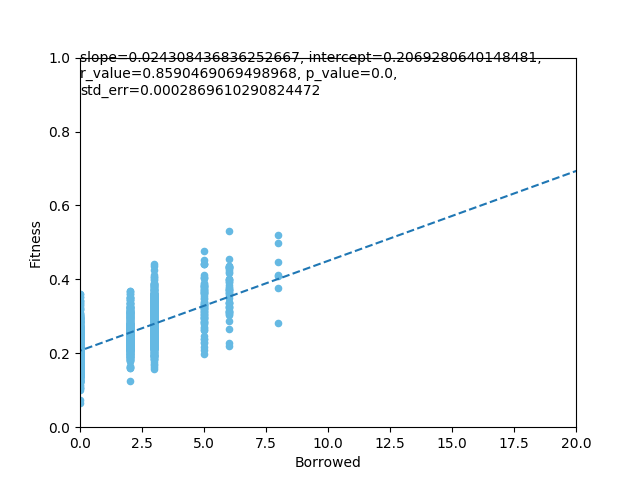 slope=0.024308436836252667, intercept=0.2069280640148481,
r_value=0.8590469069498968, p_value=0.0,
std_err=0.0002869610290824472
1.0
0.8
0.6
0.4
0.2
0.0
Fitness
0.0 2.5 5.0 7.5 10.0 12.5 15.0 17.5 20.0
Borrowed